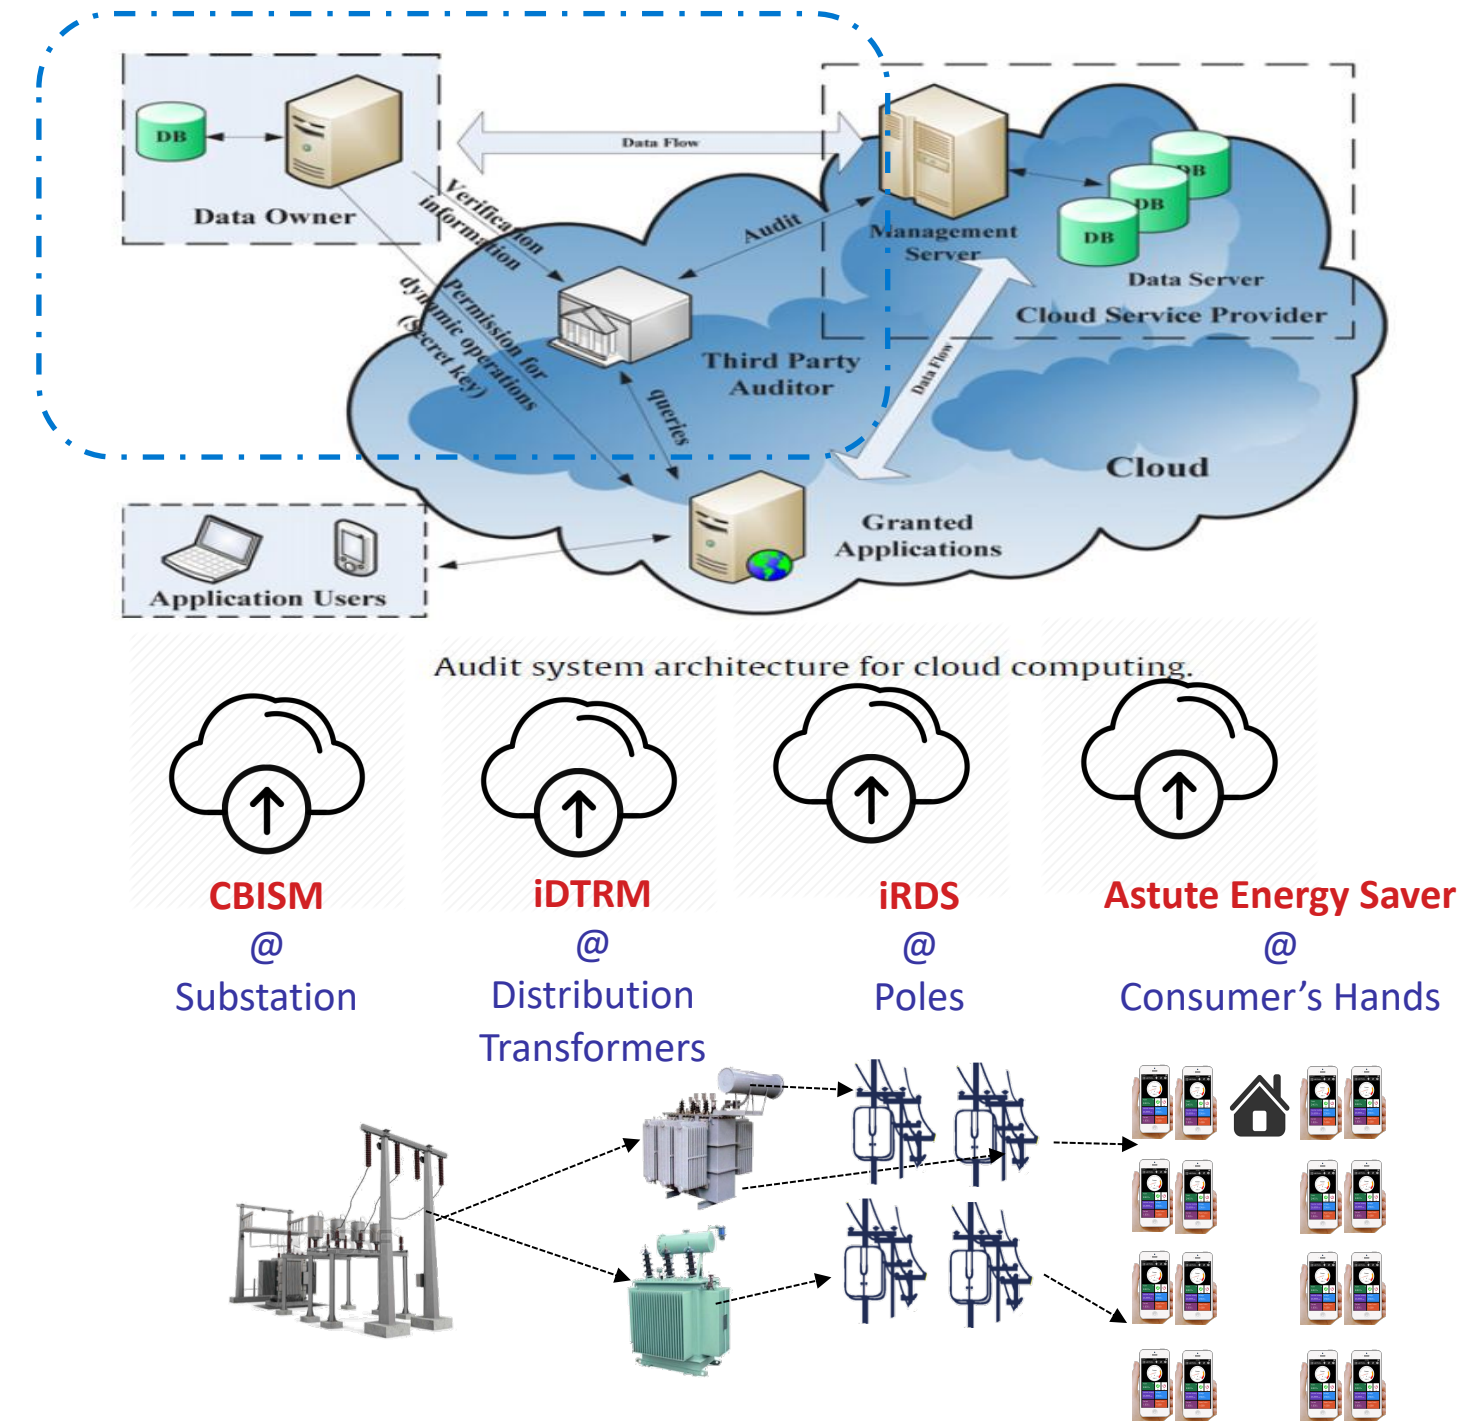 DB
Data Owner
Data Flow
Verification
information
Permission for
dynamic operations
(Secret key)
Audit
Management
Server
DB
DB
DB
Data Server
Cloud Service Provider
Third Party
Auditor
Data Flow
queries
Cloud
Granted
Applications
Application Users
Audit system architecture for cloud computing.
CBISM
@
Substation
iDTRM
@
Distribution
Transformers
iRDS
@
Poles
Astute Energy Saver
@
Consumer’s Hands